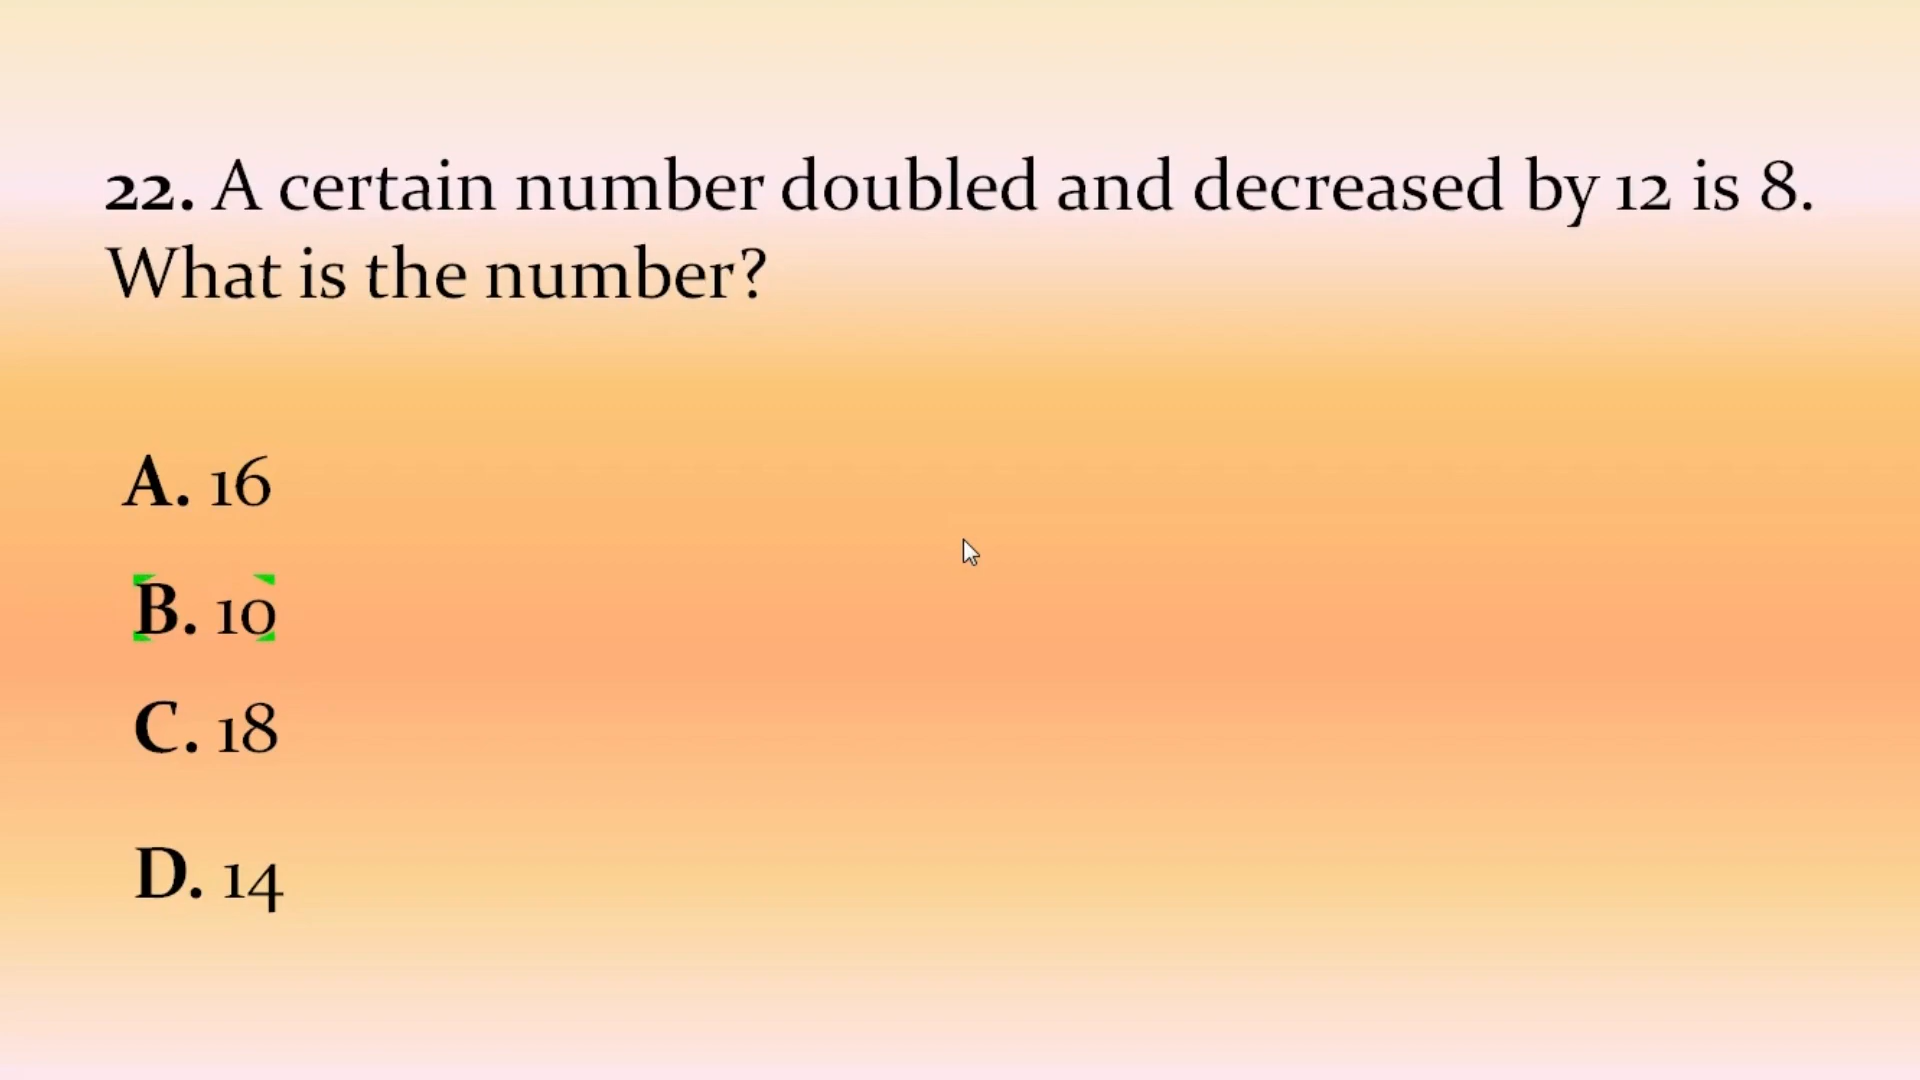 22. A certain number doubled and decreased by 12 is 8.
What is the number?
A. 16
B. 10
C. 18
D. 14